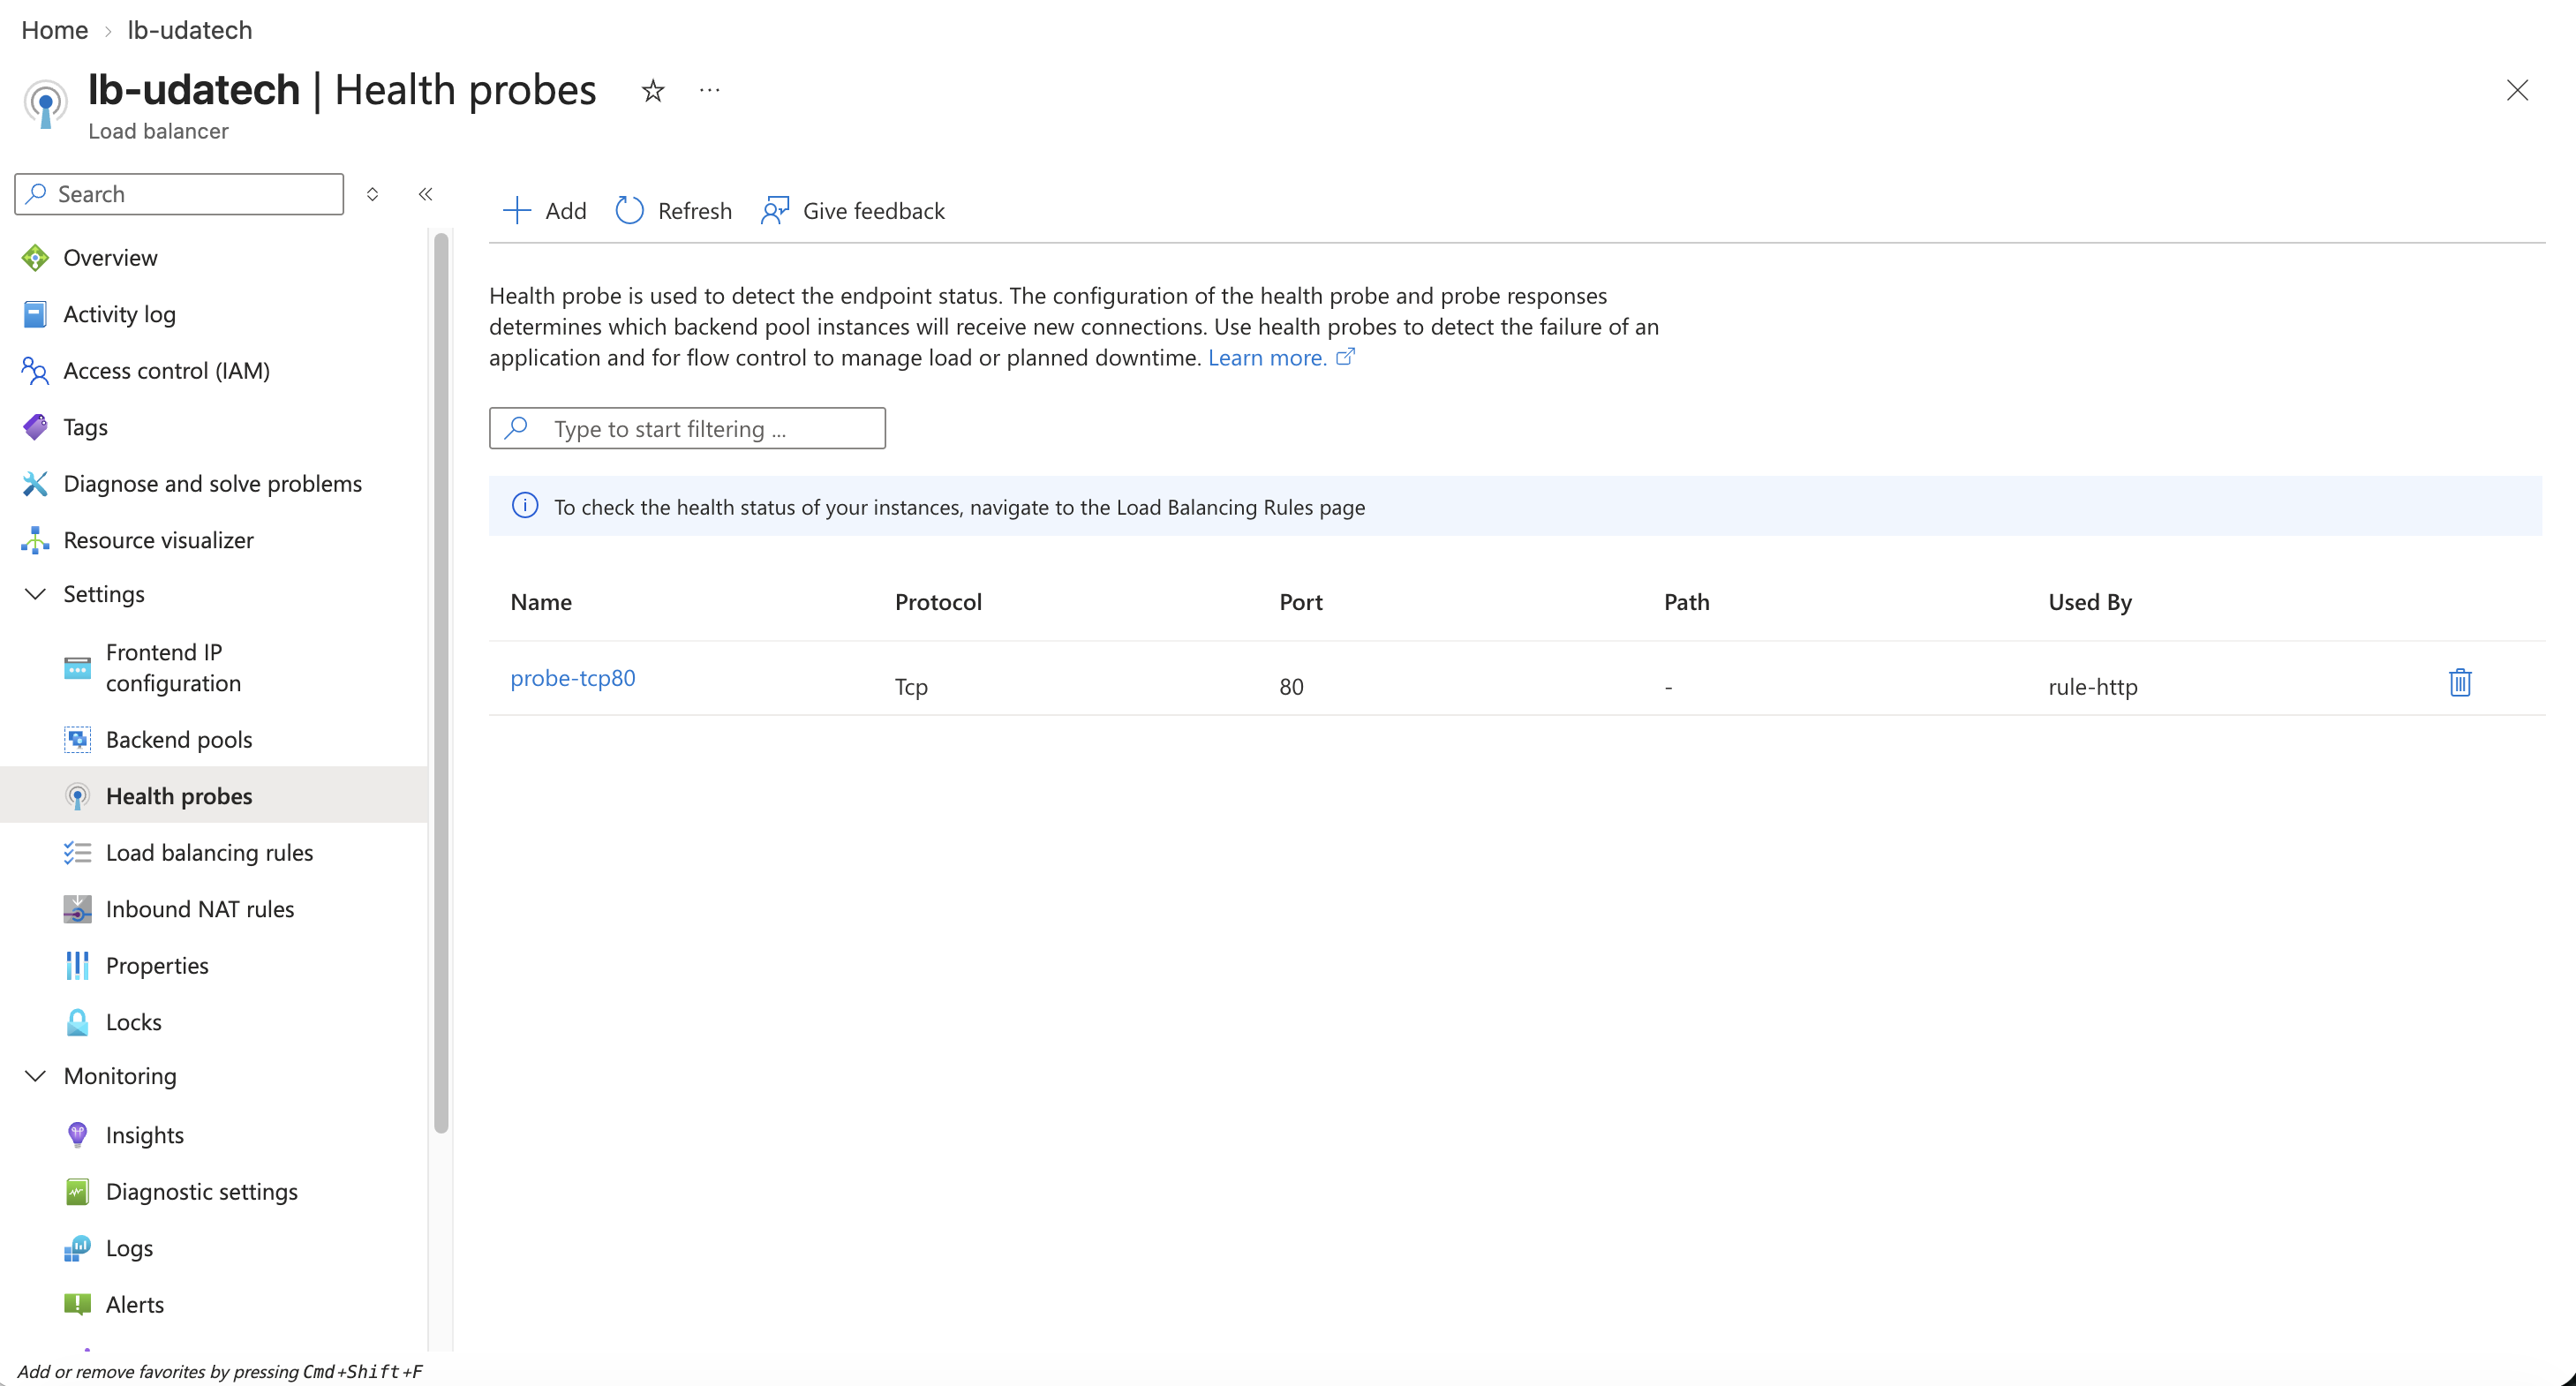 Home > lb-udatech
lb-udatech | Health probes
Load balancer
Search
Overview
Activity log
Access control (IAM)
Tags
Diagnose and solve problems
Resource visualizer
Settings
Frontend IP
configuration
Backend pools
Health probes
Load balancing rules
Inbound NAT rules
Properties
Locks
Monitoring
Insights
Diagnostic settings
Logs
Alerts
Add or remove favorites by pressing Cmd+Shift+F
Add Refresh Give feedback
Health probe is used to detect the endpoint status. The configuration of the health probe and probe responses
determines which backend pool instances will receive new connections. Use health probes to detect the failure of an
application and for flow control to manage load or planned downtime. Learn more.
Type to start filtering ...
To check the health status of your instances, navigate to the Load Balancing Rules page
Name Protocol Port Path Used By
probe-tcp80 Tcp 80 - rule-http